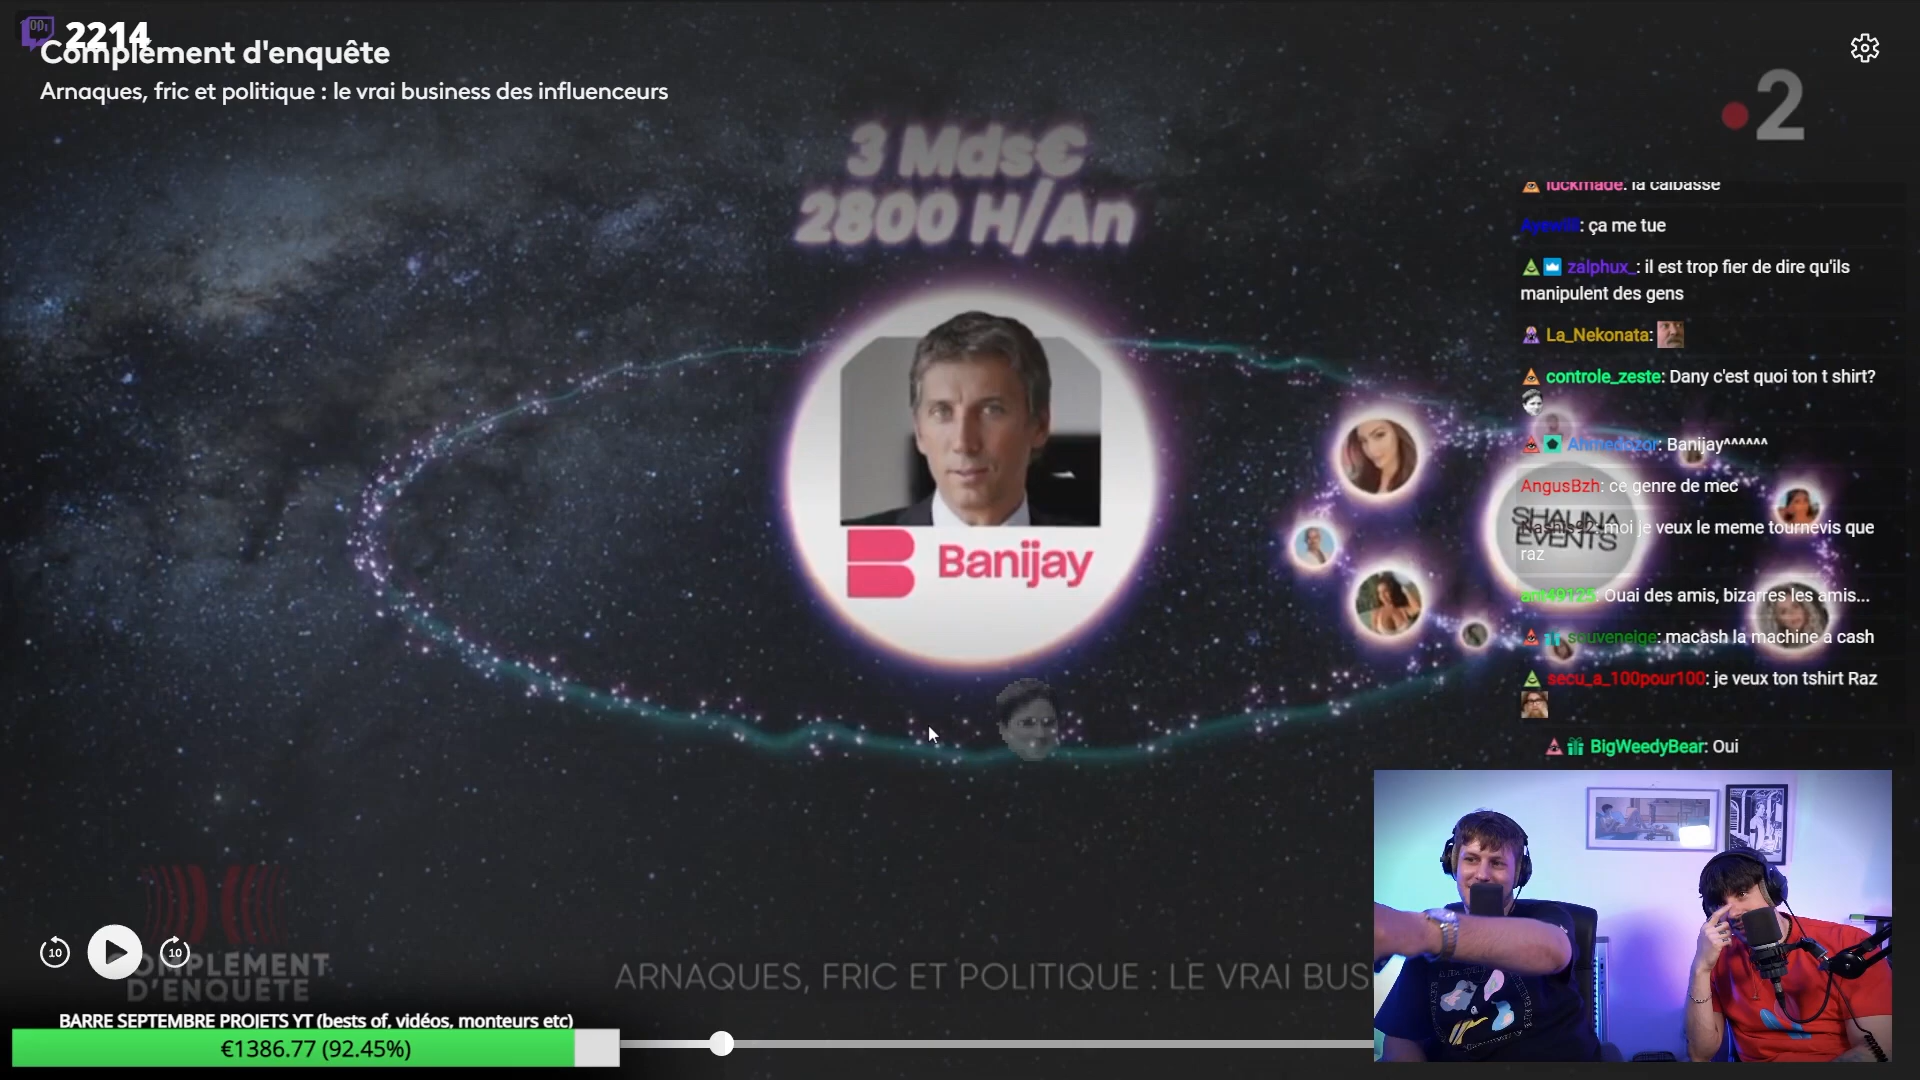 2214
Complément d'enquête
Arnaques, fric et politique : le vrai business des influenceurs
2
3 Mds€
2800 H/An
Banijay
SHAUNA
EVENTS
luckmade: la calbasse
: ça me tue
zalphux_: il est trop fier de dire qu'ils
manipulent des gens
La_Nekonata:
controle_zeste: Dany c'est quoi ton t shirt?
: Banijay^^^^^^
AngusBzh: ce genre de mec
: moi je veux le meme tournevis que
raz
ant49125: Ouai des amis, bizarres les amis...
souveneige: macash la machine a cash
secu_a_100pour100: je veux ton tshirt Raz
BigWeedyBear: Oui
10
10
COMPLÉMENT
D'ENQUÊTE
ARNAQUES, FRIC ET POLITIQUE : LE VRAI BUS
BARRE SEPTEMBRE PROJETS YT (bests of, vidéos, monteurs etc)
€1386.77 (92.45%)